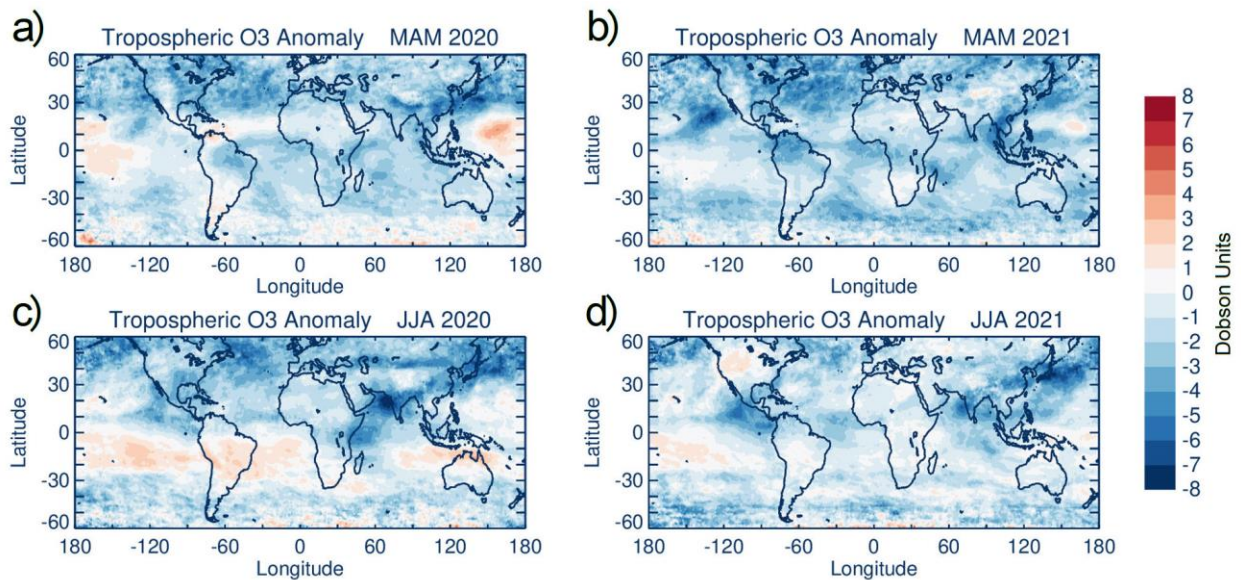 a)
Tropospheric O3 Anomaly MAM 2020
60
30
0
-30
-60
Latitude
180 -120 -60 0 60 120 180
Longitude
b)
Tropospheric O3 Anomaly MAM 2021
60
30
0
-30
-60
Latitude
180 -120 -60 0 60 120 180
Longitude
c)
Tropospheric O3 Anomaly JJA 2020
60
30
0
-30
-60
Latitude
180 -120 -60 0 60 120 180
Longitude
d)
Tropospheric O3 Anomaly JJA 2021
60
30
0
-30
-60
Latitude
180 -120 -60 0 60 120 180
Longitude
8
7
6
5
4
3
2
1
0
-1
-2
-3
-4
-5
-6
-7
-8
Dobson Units